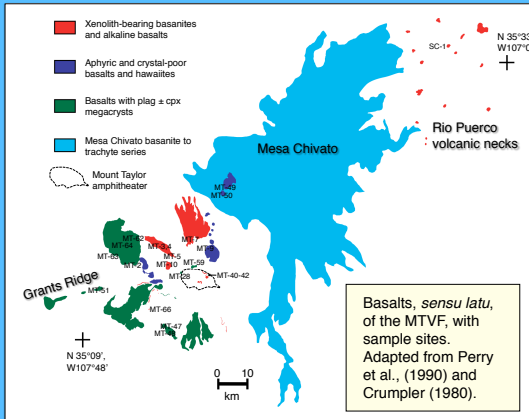 Xenolith-bearing basanites
and alkaline basalts
Aphyric and crystal-poor
basalts and hawaiites
Basalts with plag ± cpx
megacrysts
Mesa Chivato basanite to
trachyte series
Mount Taylor
amphitheater
SC-1
N 35°33
W107°0
Rio Puerco
volcanic necks
Mesa Chivato
MT-49
MT-50
MT-62
MT-64
MT-63
MT-2
MT-3,4
MT-5
MT-10
MT-7
MT-59
MT-28
MT-40-42
Grants Ridge
MT-51
MT-66
MT-47
N 35°09',
W107°48'
0 10
km
Basalts, sensu latu,
of the MTVF, with
sample sites.
Adapted from Perry
et al., (1990) and
Crumpler (1980).